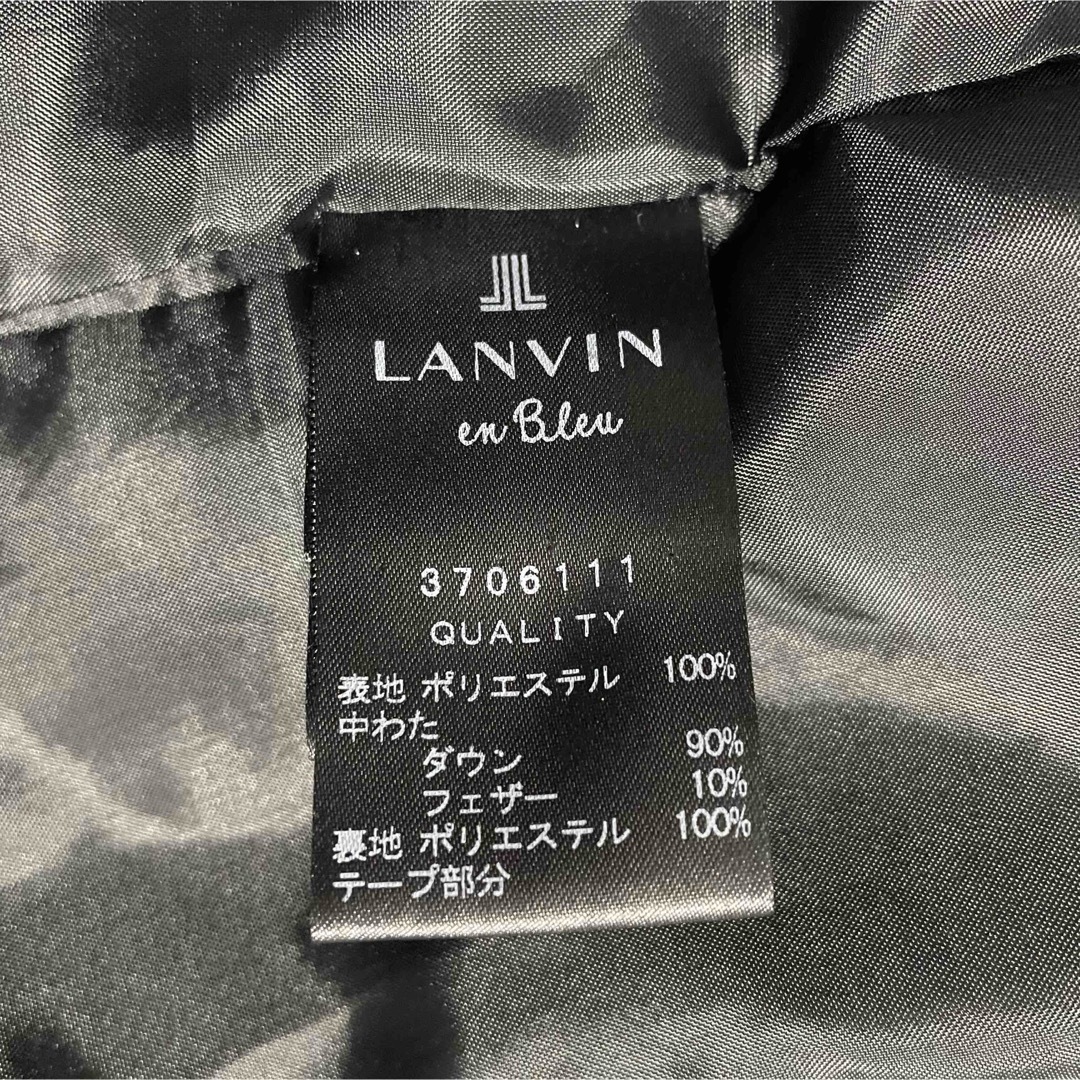 LANVIN
en Bleu
3706111
QUALITY
表地 ポリエステル 100%
中わた
ダウン 90%
フェザー 10%
裏地 ポリエステル 100%
テープ部分